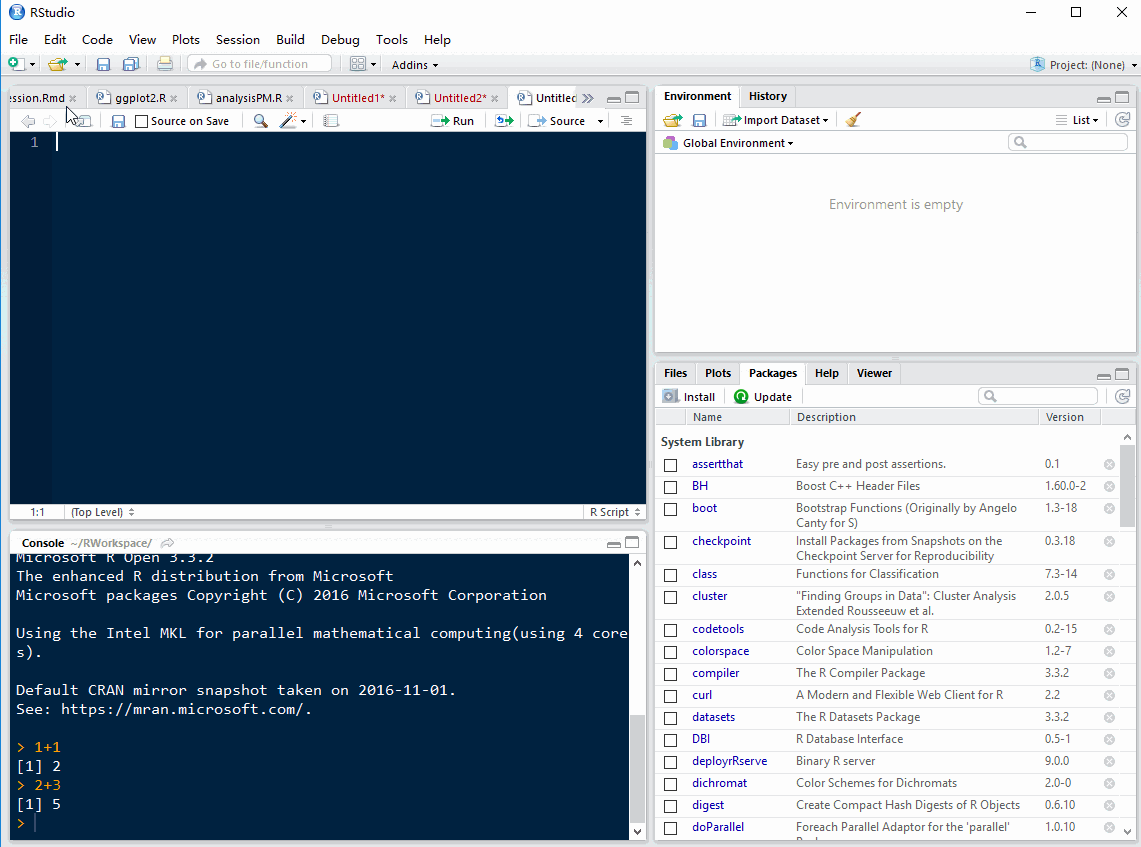 RStudio
File Edit Code View Plots Session Build Debug Tools Help
Go to file/function Addins Project: (None)
ession.Rmd ggplot2.R analysisPM.R Untitled1* Untitled2* Untitled
Source on Save Run Source
1
1:1 (Top Level) R Script
Console ~/RWorkspace/
Microsoft R Open 3.3.2
The enhanced R distribution from Microsoft
Microsoft packages Copyright (C) 2016 Microsoft Corporation
Using the Intel MKL for parallel mathematical computing(using 4 core
s).
Default CRAN mirror snapshot taken on 2016-11-01.
See: https://mran.microsoft.com/.
> 1+1
[1] 2
> 2+3
[1] 5
>
Environment History
Import Dataset List
Global Environment
Environment is empty
Files Plots Packages Help Viewer
Install Update
Name Description Version
System Library
assertthat Easy pre and post assertions. 0.1
BH Boost C++ Header Files 1.60.0-2
boot Bootstrap Functions (Originally by Angelo 1.3-18
Canty for S)
checkpoint Install Packages from Snapshots on the 0.3.18
Checkpoint Server for Reproducibility
class Functions for Classification 7.3-14
cluster "Finding Groups in Data": Cluster Analysis 2.0.5
Extended Rousseeuw et al.
codetools Code Analysis Tools for R 0.2-15
colorspace Color Space Manipulation 1.2-7
compiler The R Compiler Package 3.3.2
curl A Modern and Flexible Web Client for R 2.2
datasets The R Datasets Package 3.3.2
DBI R Database Interface 0.5-1
deployrRserve Binary R server 9.0.0
dichromat Color Schemes for Dichromats 2.0-0
digest Create Compact Hash Digests of R Objects 0.6.10
doParallel Foreach Parallel Adaptor for the 'parallel' 1.0.10